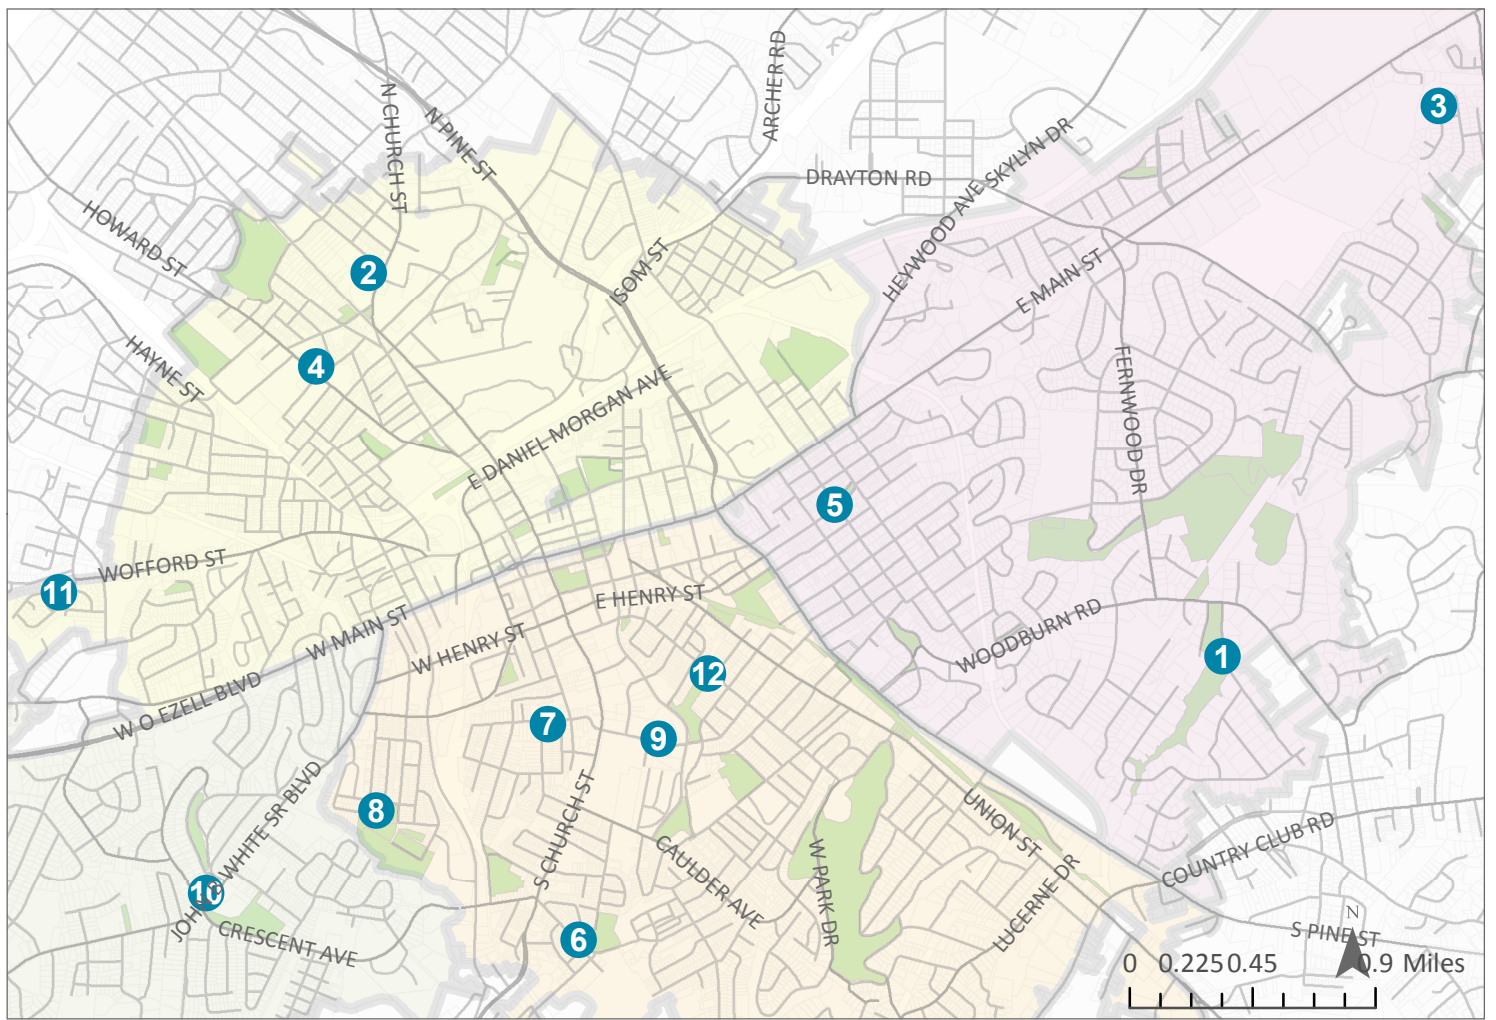 ARCHER RD
3
N CHURCH ST
N PINE ST
SKYLYN DR
DRAYTON RD
HOWARD ST
HEYWOOD AVE
2
ISOM ST
E MAIN ST
HAYNE ST
4
FERNWOOD DR
E DANIEL MORGAN AVE
5
WOFFORD ST
11
E HENRY ST
W MAIN ST
W HENRY ST
WOODBURN RD
1
12
W O EZELL BLVD
7
9
8
JOHN B WHITE SR BLVD
S CHURCH ST
UNION ST
COUNTRY CLUB RD
CAULDER AVE
W PARK DR
10
LUCERNE DR
CRESCENT AVE
6
N
S PINE ST
0 0.225 0.45 0.9 Miles